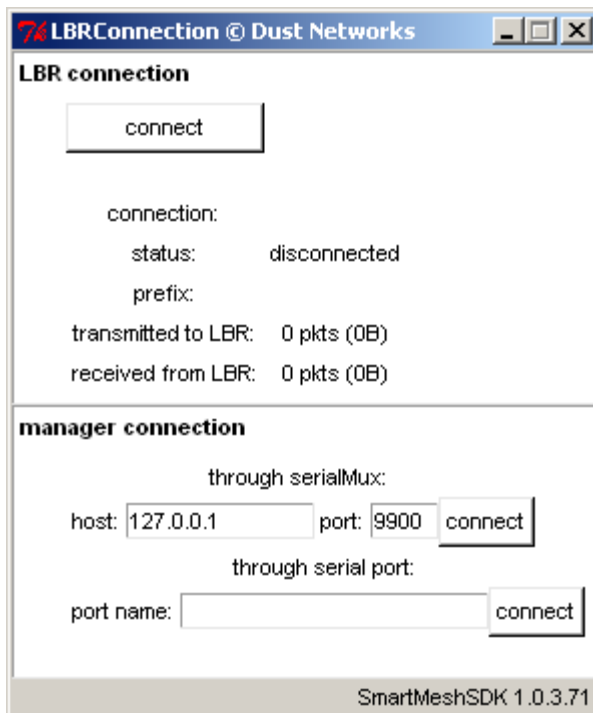 LBRConnection © Dust Networks
LBR connection
connect
connection:
status: disconnected
prefix:
transmitted to LBR: 0 pkts (0B)
received from LBR: 0 pkts (0B)
manager connection
through serialMux:
host: 127.0.0.1 port: 9900 connect
through serial port:
port name: connect
SmartMeshSDK 1.0.3.71